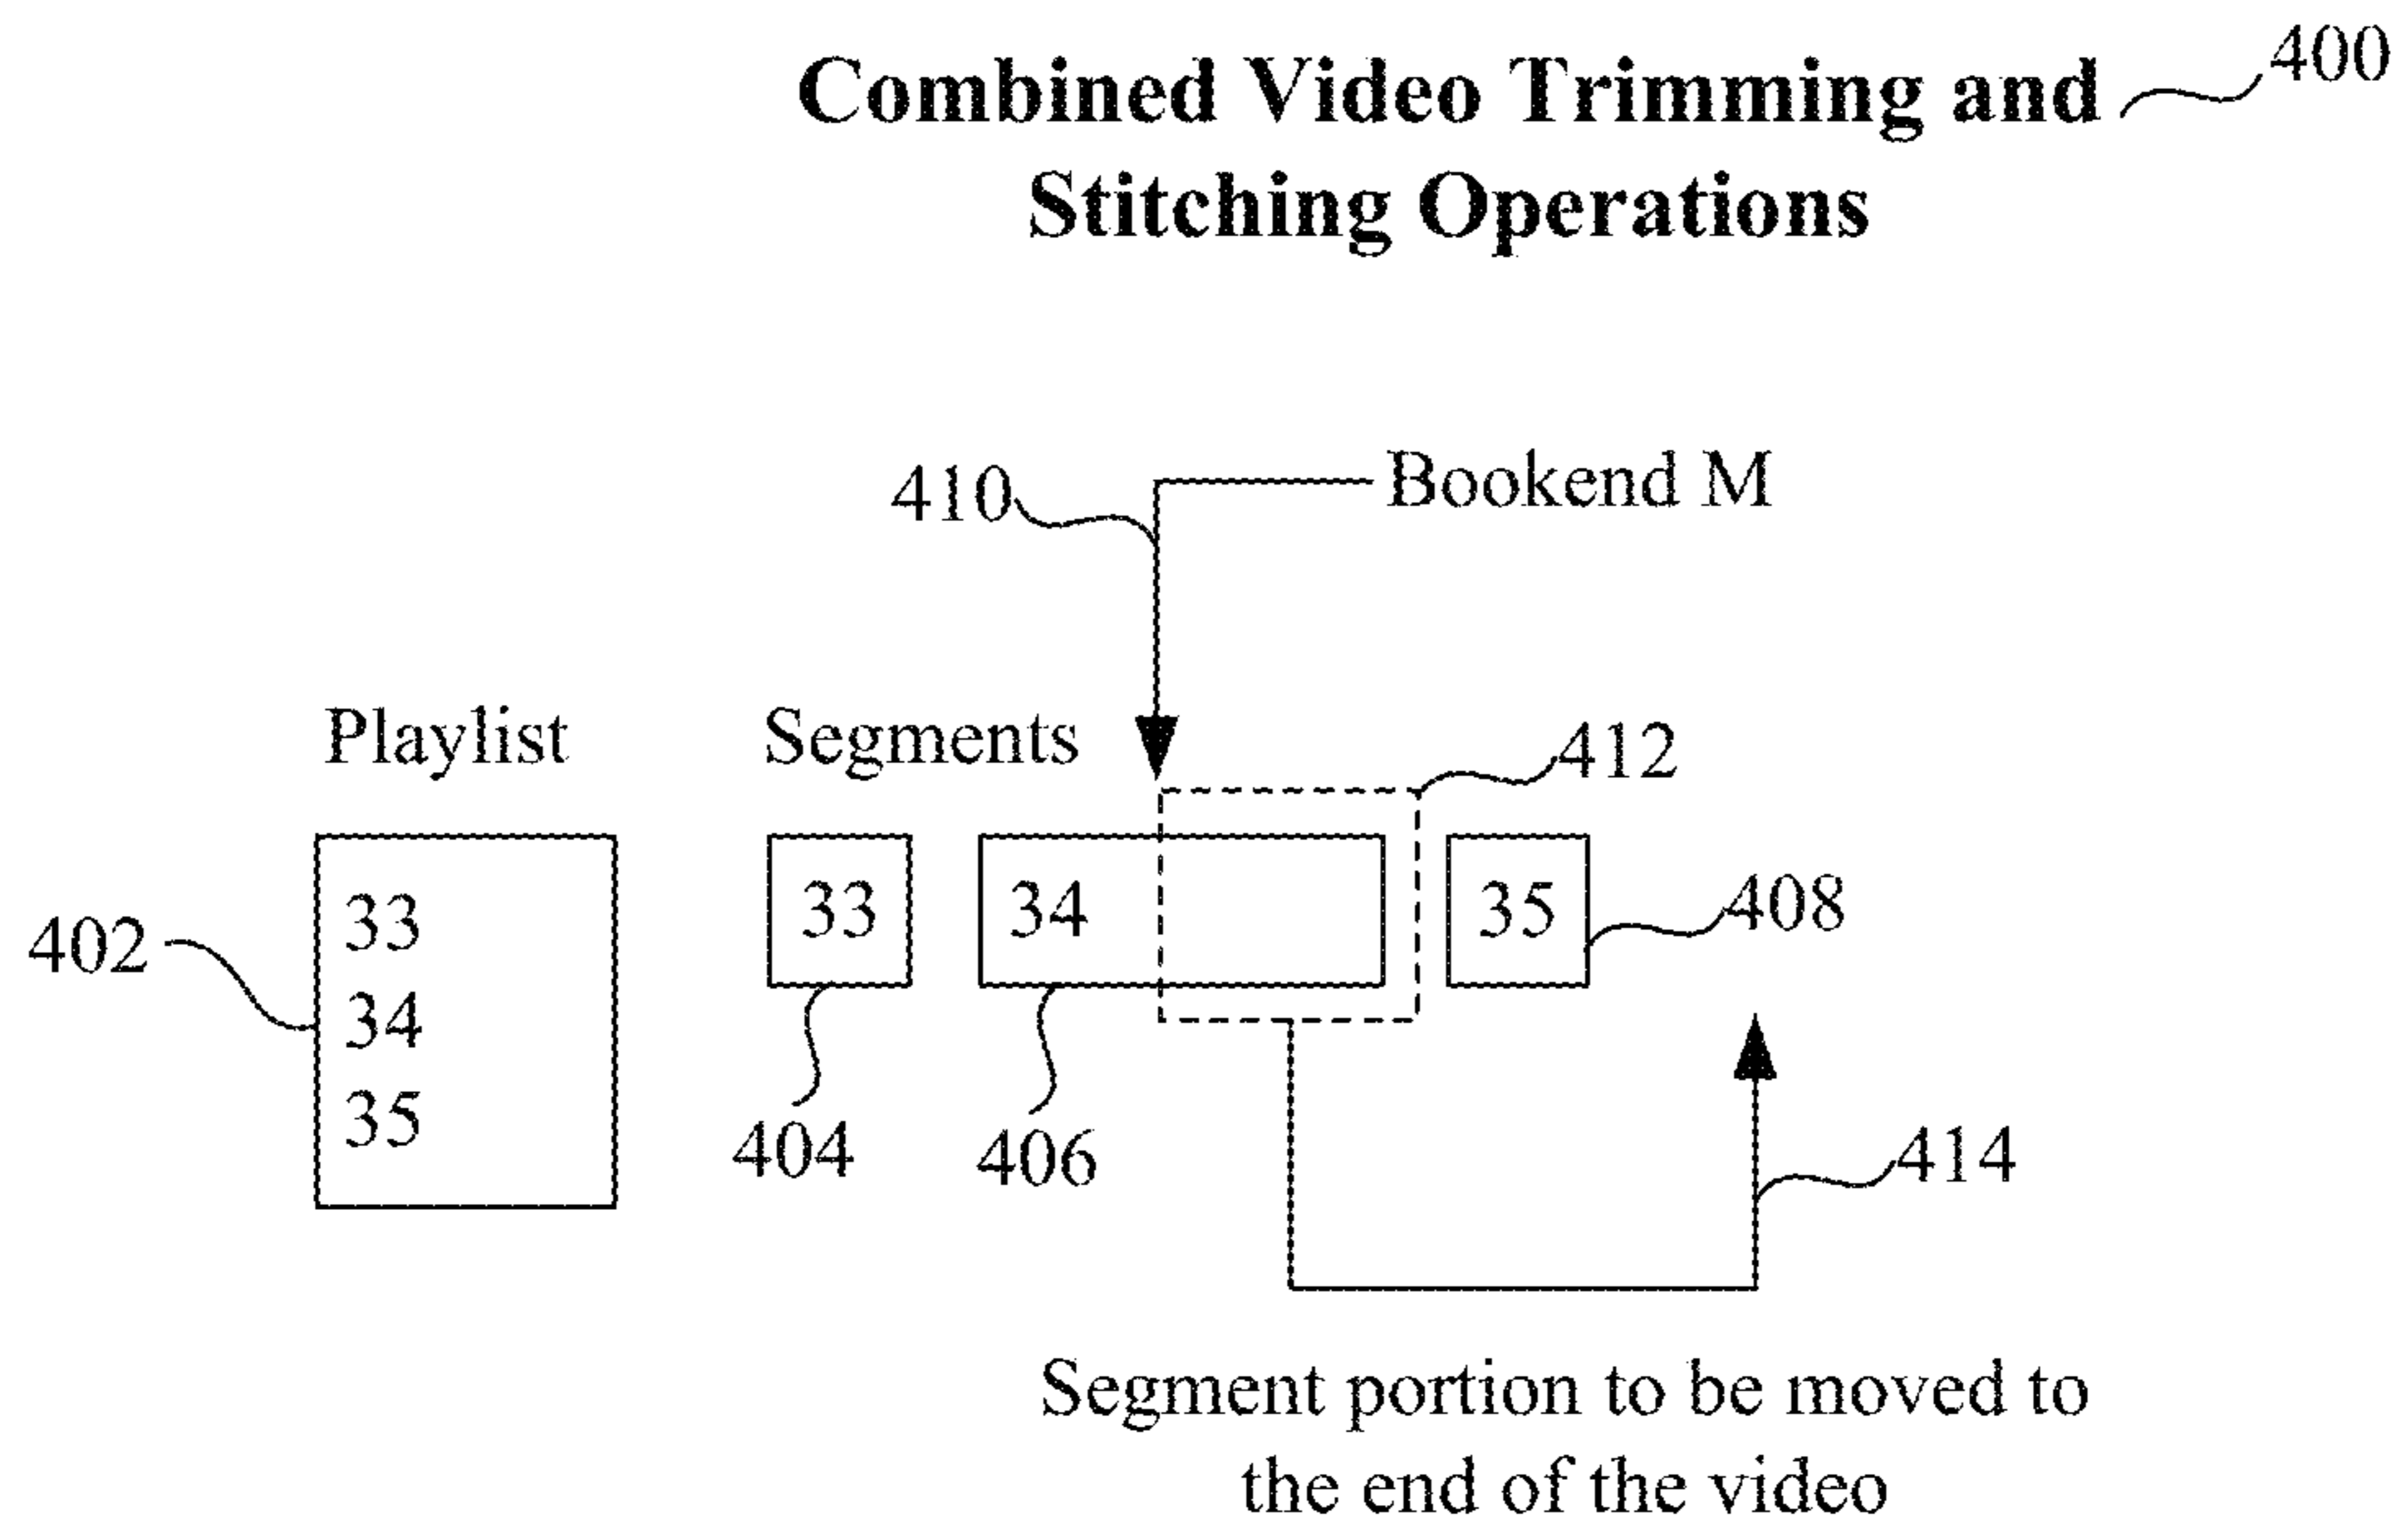 Combined Video Trimming and
Stitching Operations
400
410
Bookend M
Playlist
Segments
412
33
34
35
402
33
34
35
408
404
406
414
Segment portion to be moved to
the end of the video